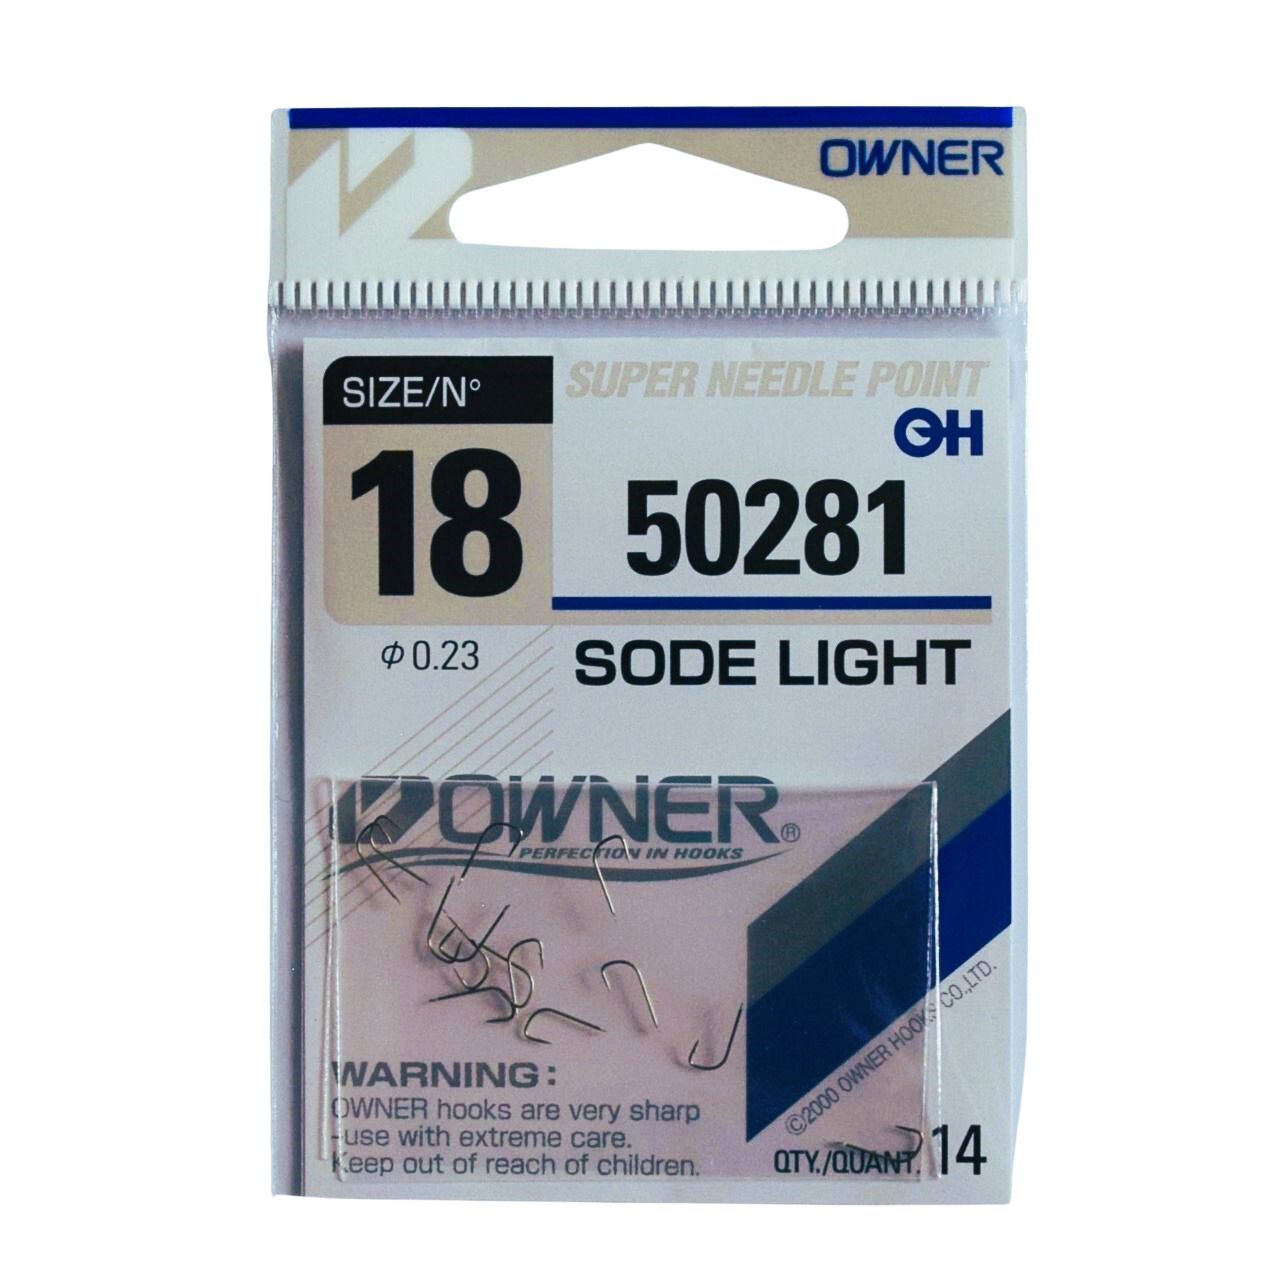 OWNER
SIZE/N°
SUPER NEEDLE POINT
OH
18
50281
Φ 0.23
SODE LIGHT
OWNER®
PERFECTION IN HOOKS
©2000 OWNER HOOKS CO.,LTD.
WARNING:
OWNER hooks are very sharp
-use with extreme care.
Keep out of reach of children.
QTY./QUANT. 14